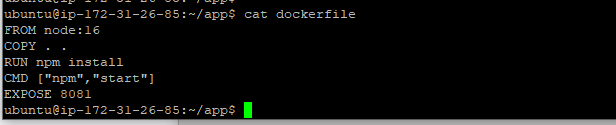 ubuntu@ip-172-31-26-85:~/app$ cat dockerfile
FROM node:16
COPY . .
RUN npm install
CMD ["npm","start"]
EXPOSE 8081
ubuntu@ip-172-31-26-85:~/app$